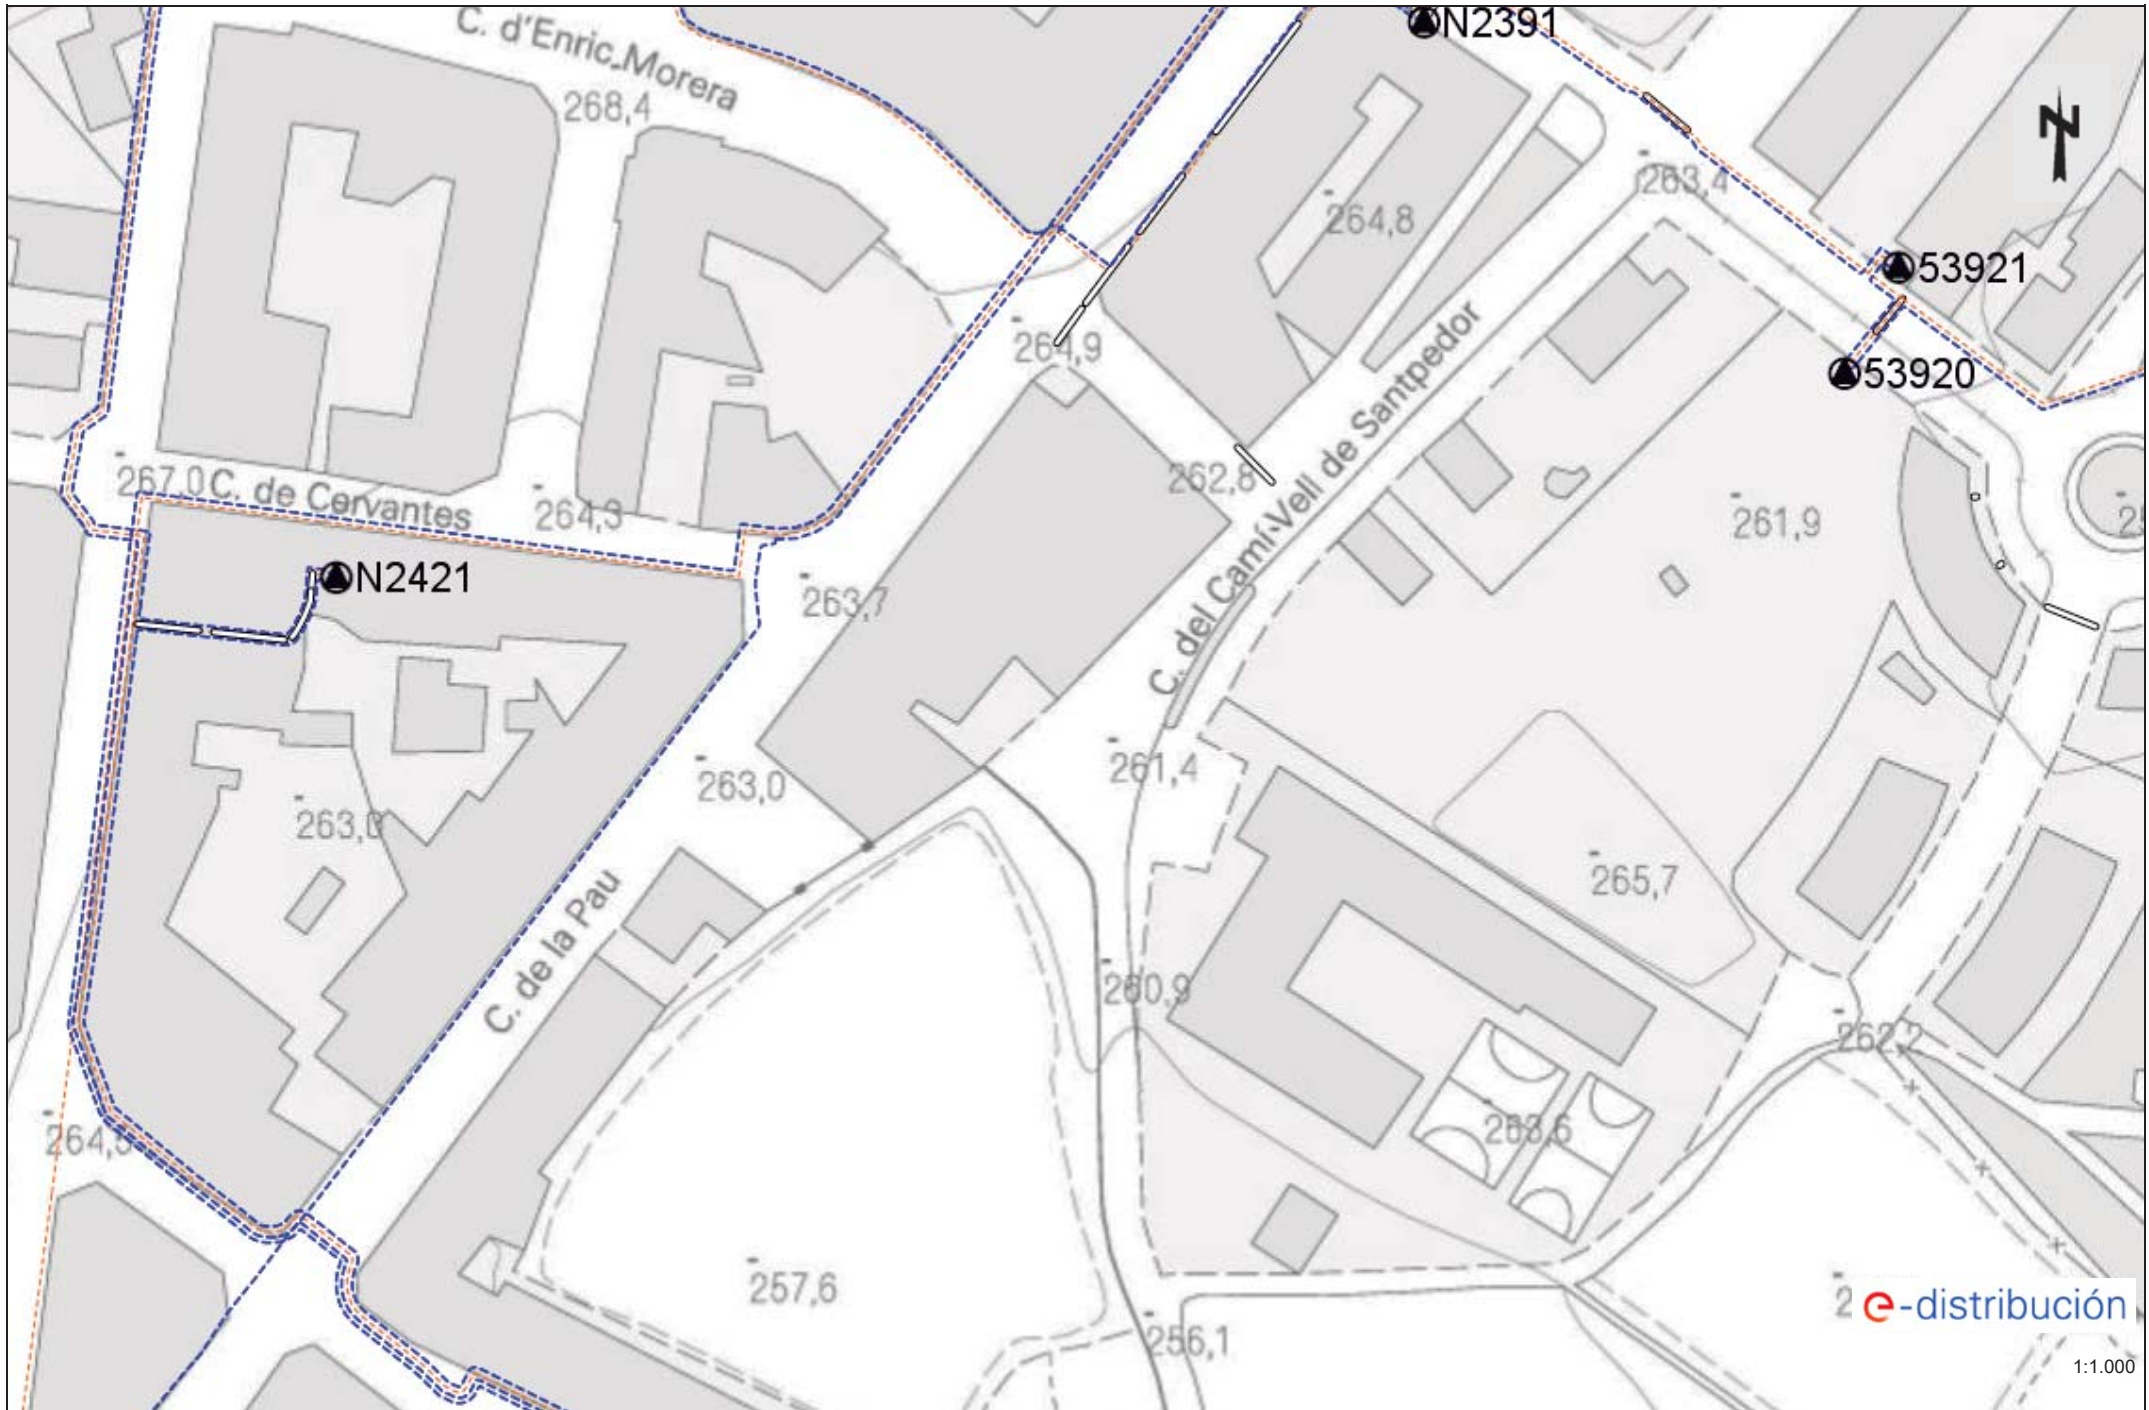 C. d'Enric Morera
N2391
268,4
263,4
264,8
53921
264,9
53920
267,0
C. de Cervantes
264,3
262,8
C. del Camí Vell de Santpedor
261,9
N2421
263,7
263,0
261,4
263,0
265,7
C. de la Pau
260,9
262,2
264,5
263,6
257,6
256,1
e-distribución
1:1.000
N